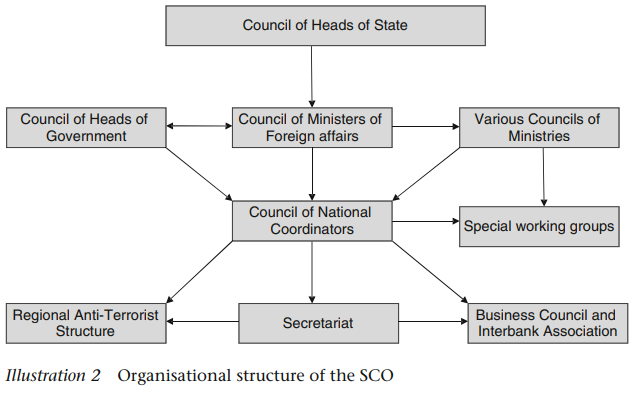 Council of Heads of State
Council of Heads of
Government
Council of Ministers of
Foreign affairs
Various Councils of
Ministries
Council of National
Coordinators
Special working groups
Regional Anti-Terrorist
Structure
Secretariat
Business Council and
Interbank Association
Illustration 2 Organisational structure of the SCO